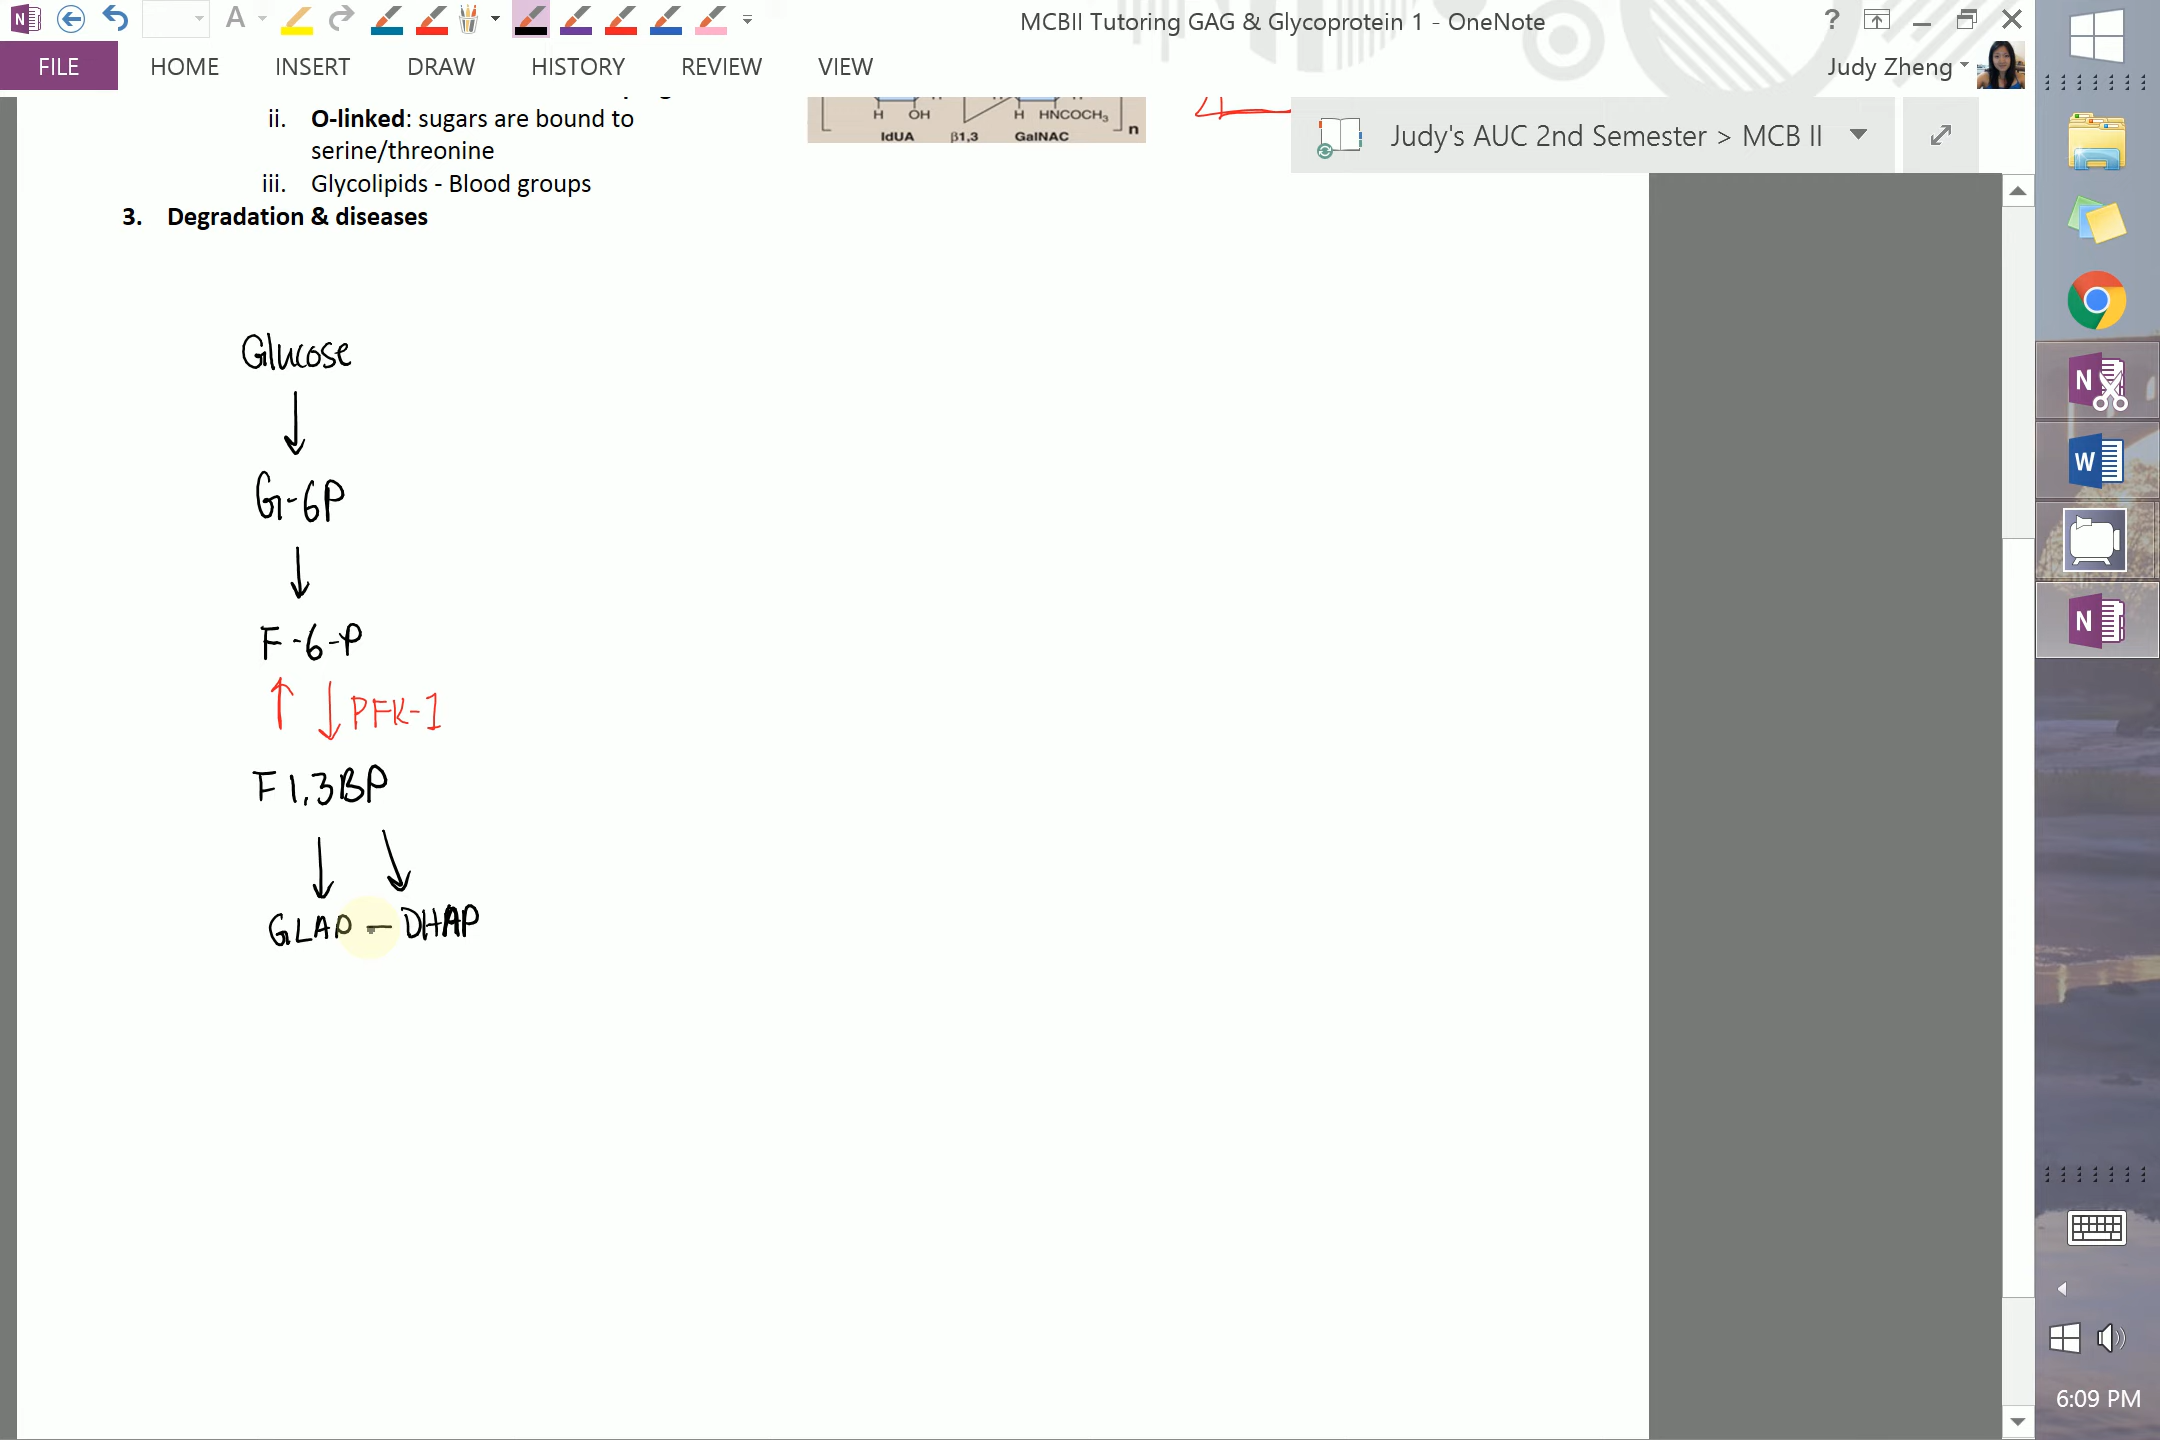 MCBII Tutoring GAG & Glycoprotein 1 - OneNote
?
A
FILE HOME INSERT DRAW HISTORY REVIEW VIEW
Judy Zheng
ii. O-linked: sugars are bound to
serine/threonine
iii. Glycolipids - Blood groups
3. Degradation & diseases
H OH H HNCOCH3
IdUA β1,3 GalNAC n
Judy's AUC 2nd Semester > MCB II
Glucose
G-6P
F-6-P
PFK-1
F 1,3BP
GLAP - DHAP
N
W
N
6:09 PM